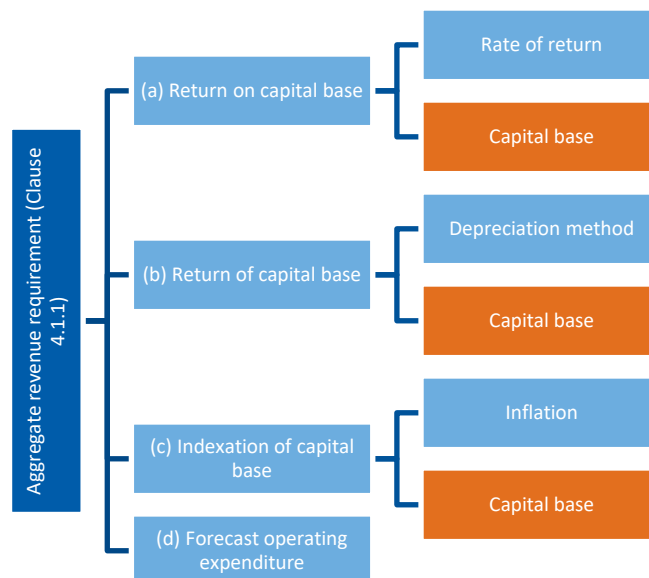 Aggregate revenue requirement (Clause
4.1.1)
(a) Return on capital base
Rate of return
Capital base
(b) Return of capital base
Depreciation method
Capital base
(c) Indexation of capital
base
Inflation
Capital base
(d) Forecast operating
expenditure